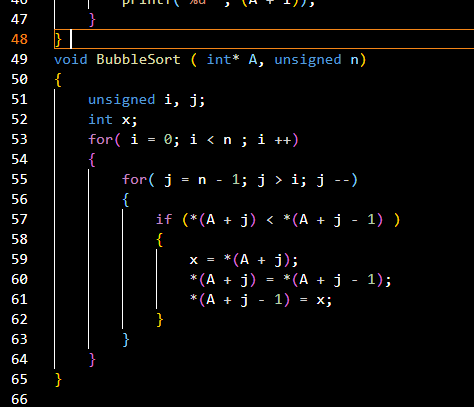 46 printf( "%d" , (A + i));
47 }
48 }
49 void BubbleSort ( int* A, unsigned n)
50 {
51 unsigned i, j;
52 int x;
53 for( i = 0; i < n ; i ++)
54 {
55 for( j = n - 1; j > i; j --)
56 {
57 if (*(A + j) < *(A + j - 1) )
58 {
59 x = *(A + j);
60 *(A + j) = *(A + j - 1);
61 *(A + j - 1) = x;
62 }
63 }
64 }
65 }
66